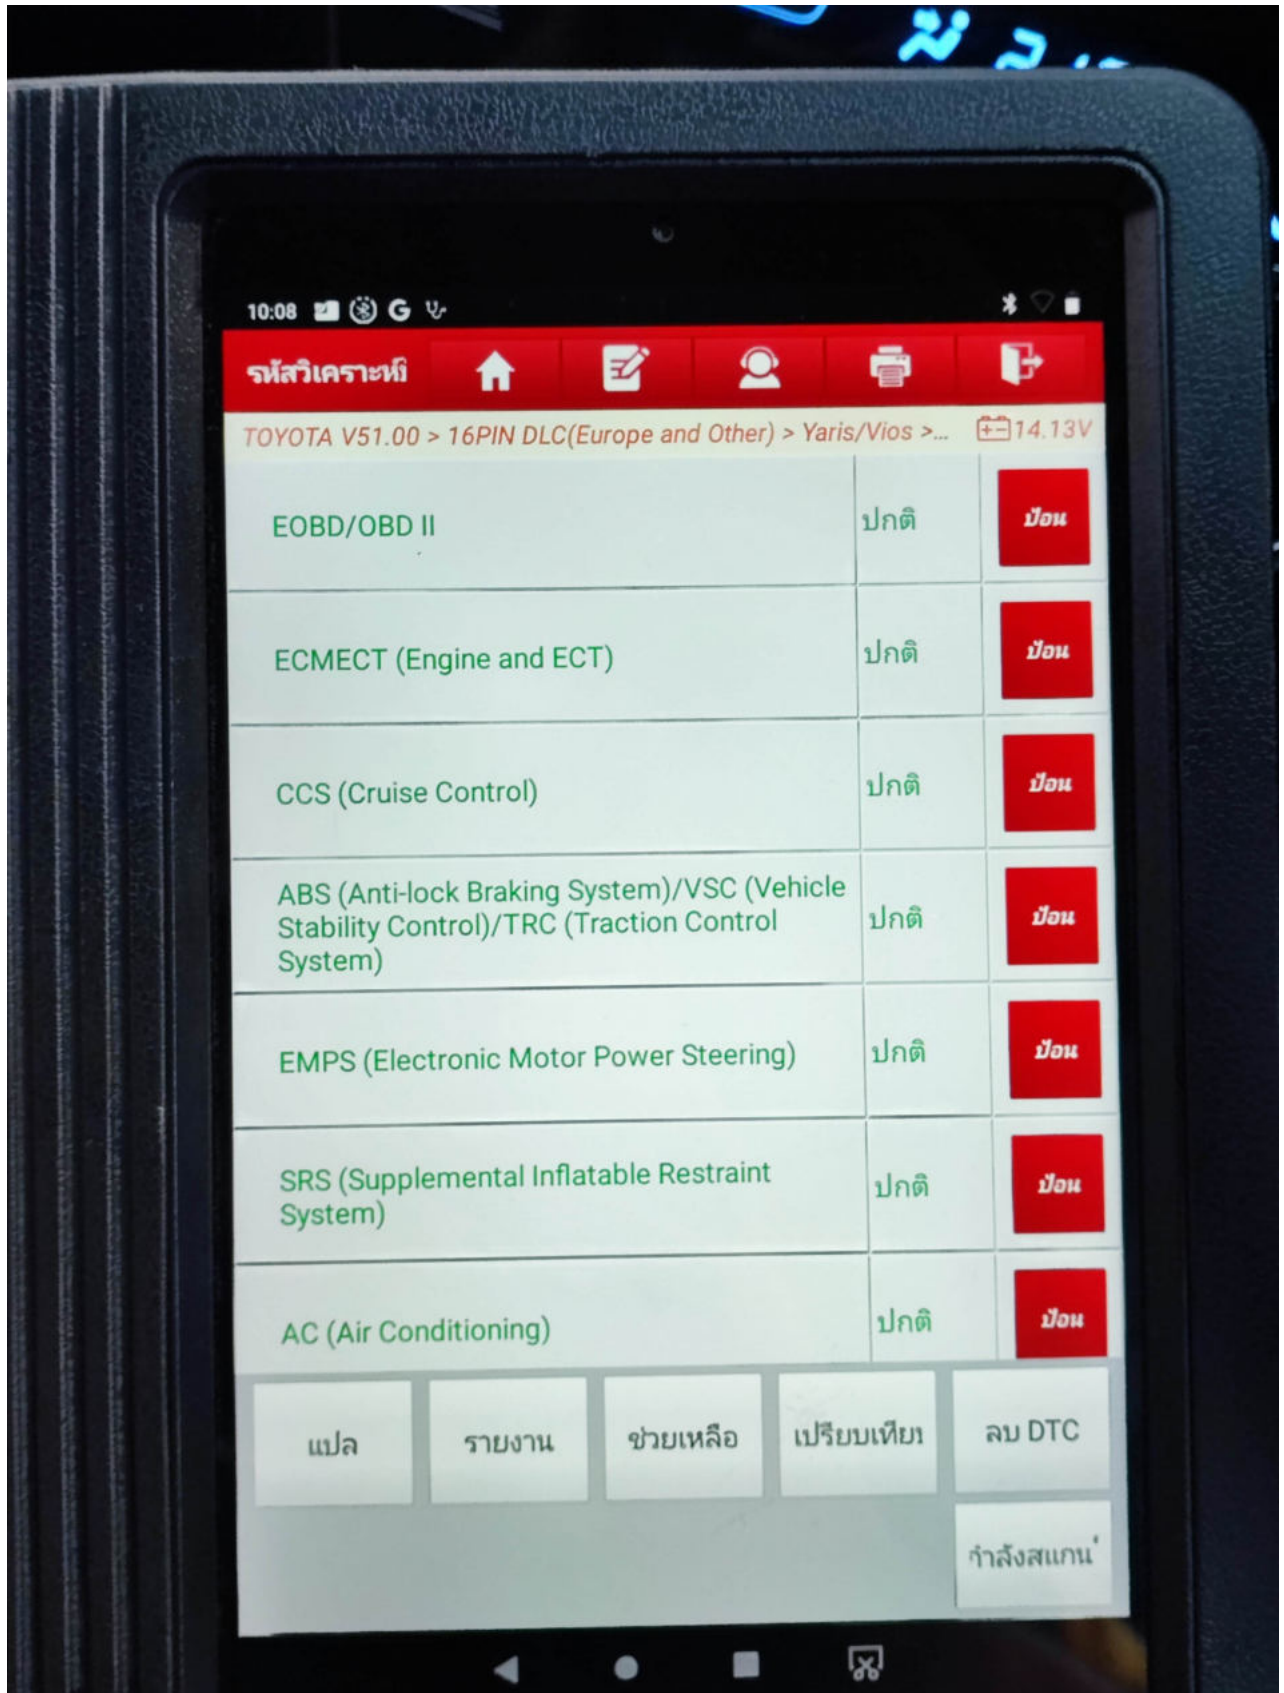 10:08
รหัสวิเคราะห์
TOYOTA V51.00 > 16PIN DLC(Europe and Other) > Yaris/Vios >... 14.13V
EOBD/OBD II ปกติ ป้อน
ECMECT (Engine and ECT) ปกติ ป้อน
CCS (Cruise Control) ปกติ ป้อน
ABS (Anti-lock Braking System)/VSC (Vehicle
Stability Control)/TRC (Traction Control
System) ปกติ ป้อน
EMPS (Electronic Motor Power Steering) ปกติ ป้อน
SRS (Supplemental Inflatable Restraint
System) ปกติ ป้อน
AC (Air Conditioning) ปกติ ป้อน
แปล รายงาน ช่วยเหลือ เปรียบเทีย ลบ DTC
กำลังสแกน